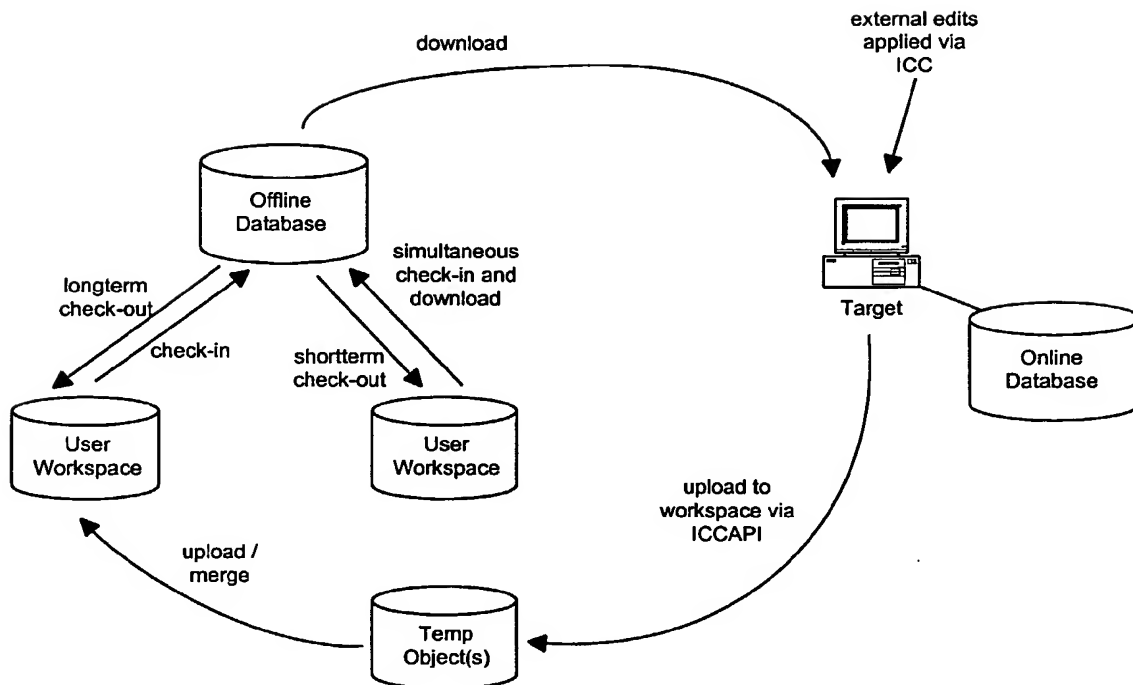 download
external edits
applied via
ICC
Offline
Database
simultaneous
check-in and
download
longterm
check-out
check-in
shortterm
check-out
Target
Online
Database
User
Workspace
User
Workspace
upload to
workspace via
ICCAPI
upload /
merge
Temp
Object(s)